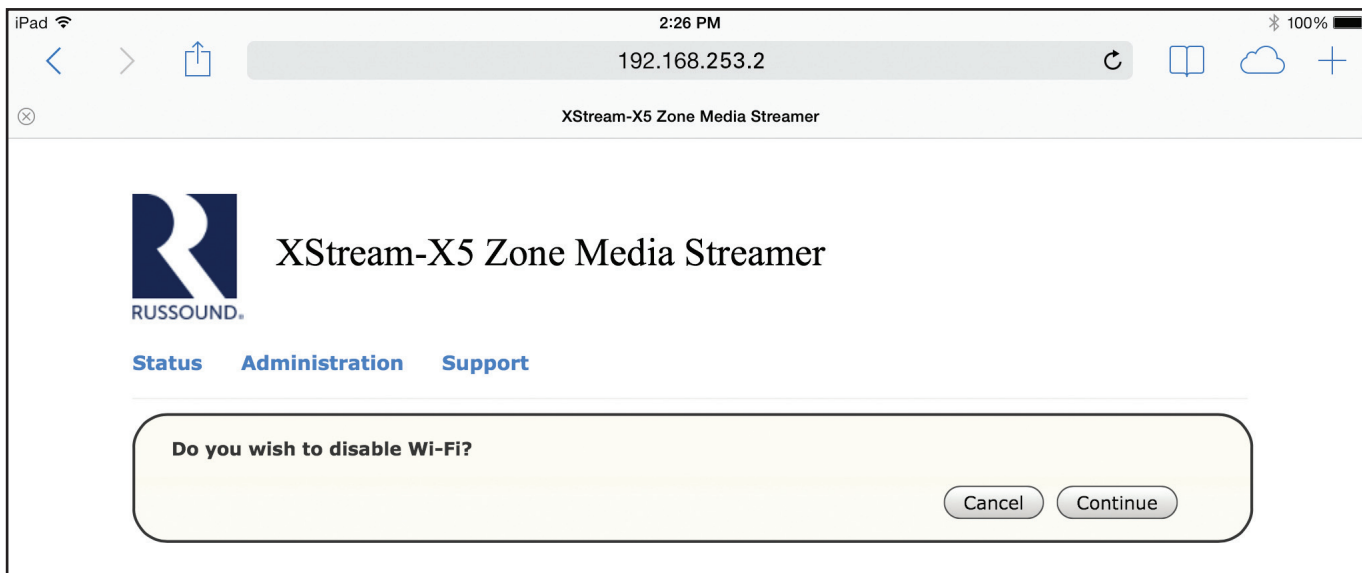 iPad 2:26 PM 100%
192.168.253.2
XStream-X5 Zone Media Streamer
XStream-X5 Zone Media Streamer
RUSSOUND®
Status Administration Support
Do you wish to disable Wi-Fi?
Cancel Continue